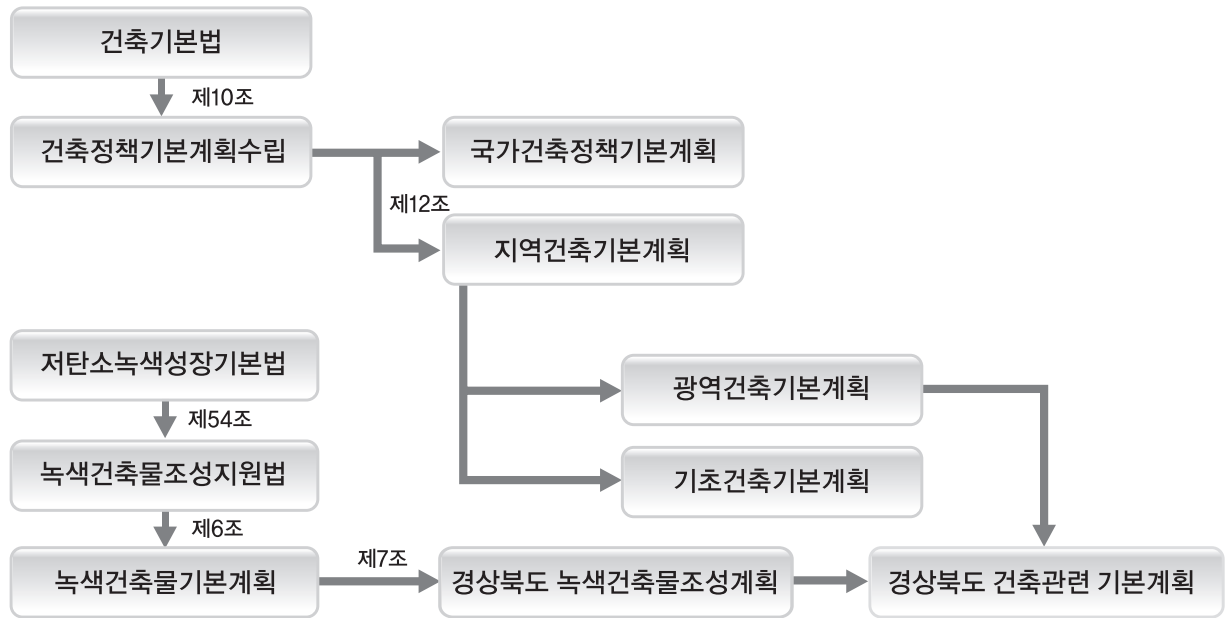 건축기본법
제10조
건축정책기본계획수립
국가건축정책기본계획
제12조
지역건축기본계획
저탄소녹색성장기본법
광역건축기본계획
제54조
녹색건축물조성지원법
기초건축기본계획
제6조
녹색건축물기본계획
제7조
경상북도 녹색건축물조성계획
경상북도 건축관련 기본계획